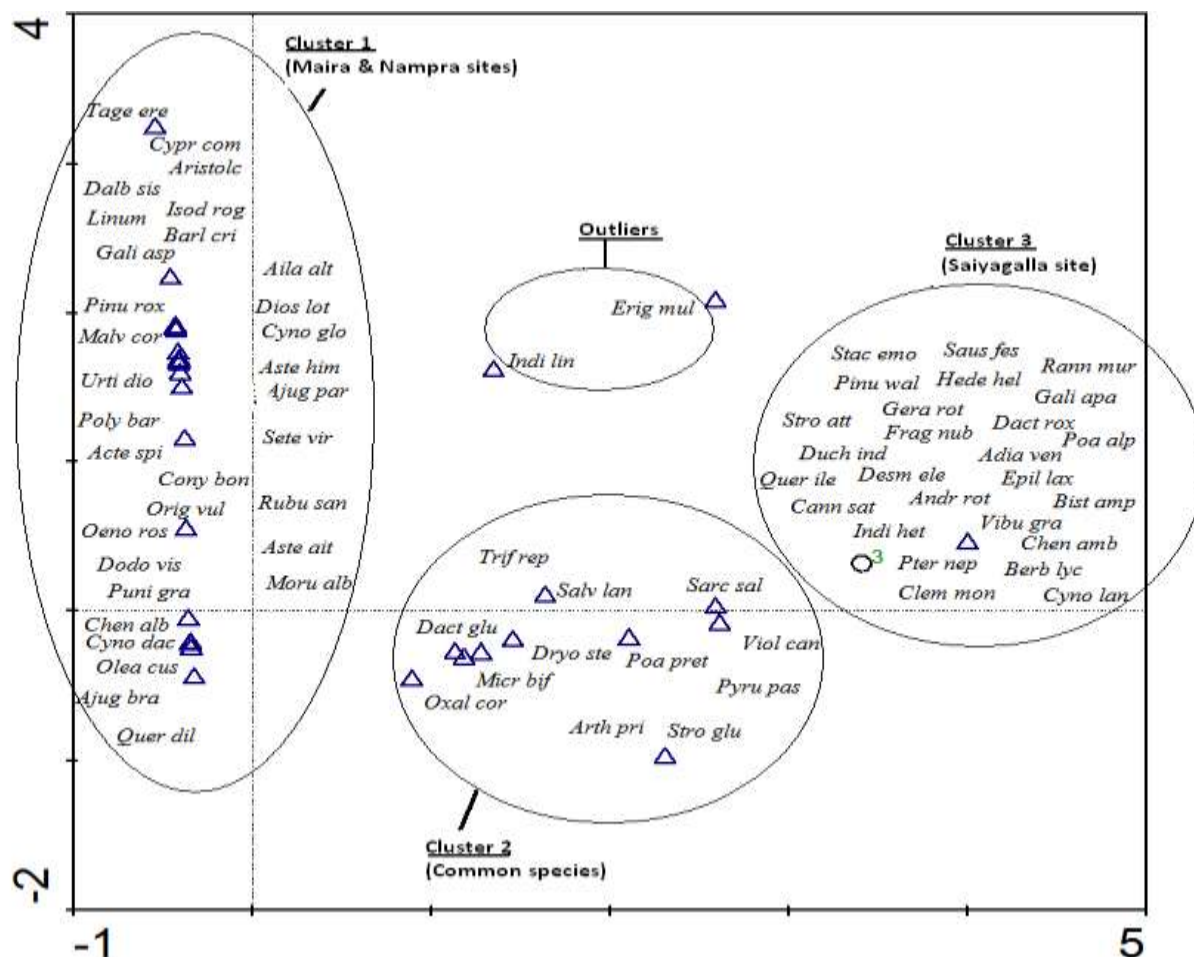 4
Cluster 1
(Maira & Nampra sites)
Tage ere
Cypr com
Aristolc
Dalb sis
Isod rog
Linum
Barl cri
Gali asp
Aila alt
Pinu rox
Dios lot
Malv cor
Cyno glo
Urti dio
Aste him
Ajug par
Poly bar
Sete vir
Acte spi
Cony bon
Orig vul
Rubu san
Oeno ros
Aste ait
Dodo vis
Puni gra
Moru alb
Chen alb
Cyno dac
Olea cus
Ajug bra
Quer dil
Outliers
Erig mul
Indi lin
Cluster 3
(Saiyagalla site)
Stac emo
Saus fes
Rann mur
Pinu wal
Hede hel
Gali apa
Stro att
Gera rot
Dact rox
Frag nub
Poa alp
Duch ind
Adia ven
Quer ile
Desm ele
Epil lax
Cann sat
Andr rot
Bist amp
Indi het
Vibu gra
Chen amb
3
Pter nep
Berb lyc
Clem mon
Cyno lan
Trif rep
Salv lan
Sarc sal
Dact glu
Dryo ste
Poa pret
Viol can
Micr bif
Pyru pas
Oxal cor
Arth pri
Stro glu
Cluster 2
(Common species)
-2
-1
5